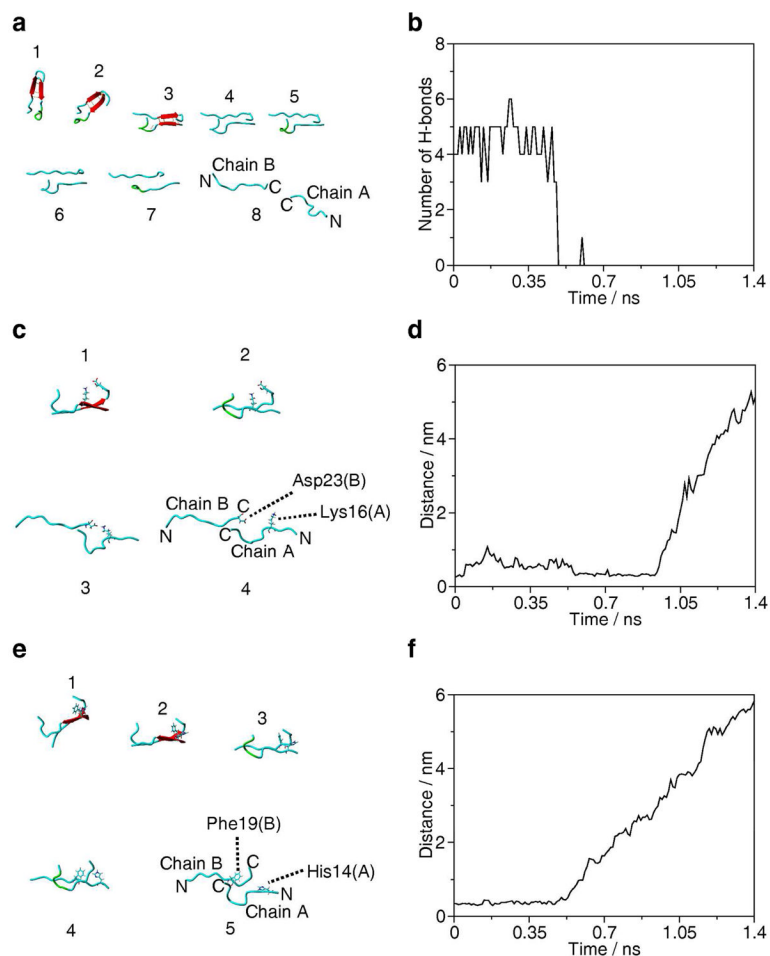 a
1
2
3
4
5
6
7
Chain B
N
C
C
Chain A
N
8
b
8
6
4
2
0
Number of H-bonds
0
0.35
0.7
1.05
1.4
Time / ns
c
1
2
3
Chain B
N
C
Asp23(B)
Lys16(A)
C
Chain A
N
4
d
6
4
2
0
Distance / nm
0
0.35
0.7
1.05
1.4
Time / ns
e
1
2
3
4
Phe19(B)
Chain B
N
C
C
His14(A)
N
Chain A
5
f
6
4
2
0
Distance / nm
0
0.35
0.7
1.05
1.4
Time / ns